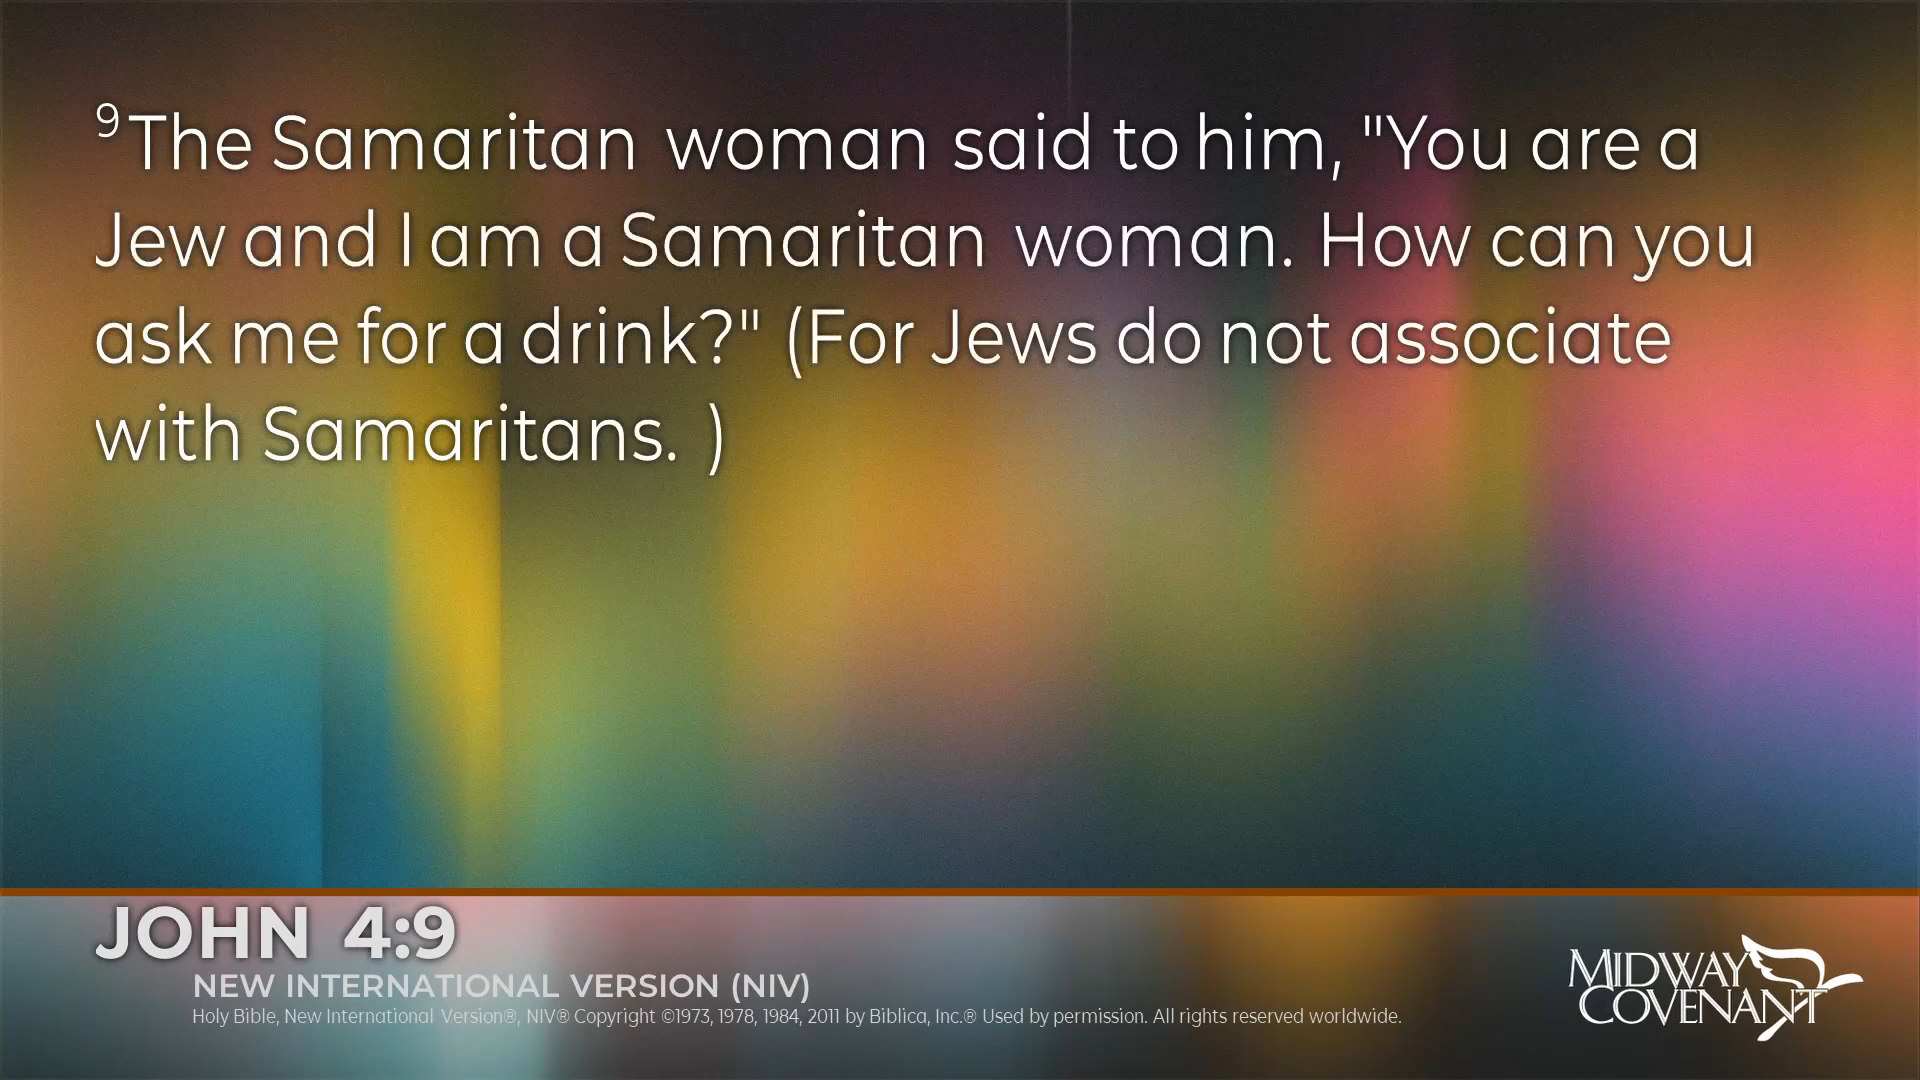 9 The Samaritan woman said to him, "You are a
Jew and I am a Samaritan woman. How can you
ask me for a drink?" (For Jews do not associate
with Samaritans. )
JOHN 4:9
NEW INTERNATIONAL VERSION (NIV)
Holy Bible, New International Version®, NIV® Copyright ©1973, 1978, 1984, 2011 by Biblica, Inc.® Used by permission. All rights reserved worldwide.
MIDWAY
COVENANT